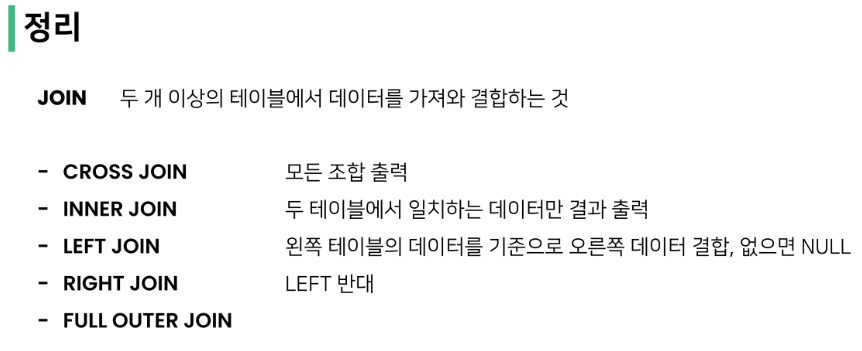 정리
JOIN 두 개 이상의 테이블에서 데이터를 가져와 결합하는 것
- CROSS JOIN 모든 조합 출력
- INNER JOIN 두 테이블에서 일치하는 데이터만 결과 출력
- LEFT JOIN 왼쪽 테이블의 데이터를 기준으로 오른쪽 데이터 결합, 없으면 NULL
- RIGHT JOIN LEFT 반대
- FULL OUTER JOIN